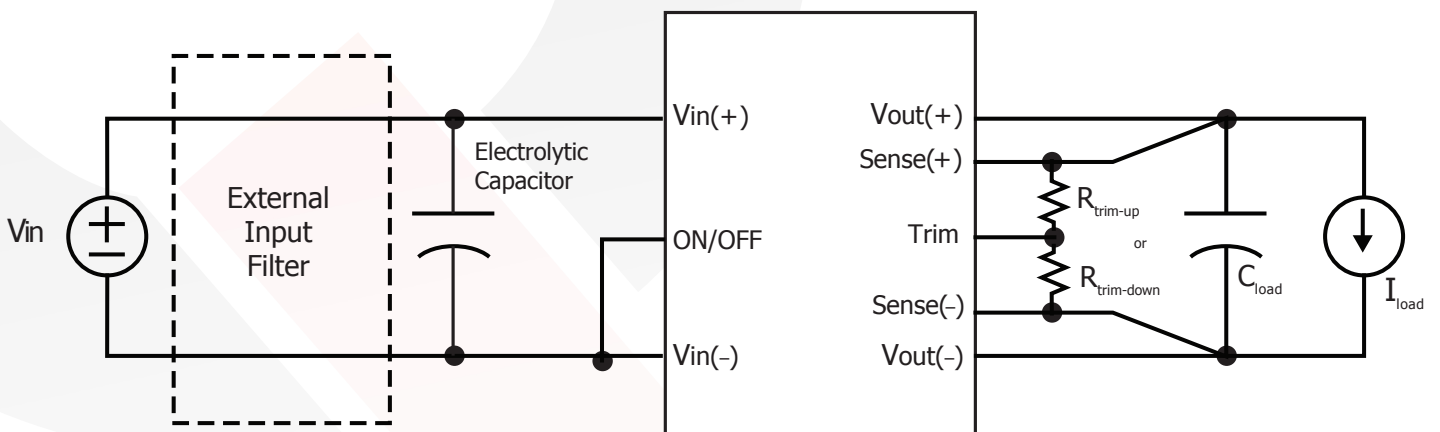 Vin
External
Input
Filter
Electrolytic
Capacitor
Vin(+)
ON/OFF
Vin(–)
Vout(+)
Sense(+)
Trim
Sense(–)
Vout(–)
Rtrim-up
or
Rtrim-down
Cload
Iload